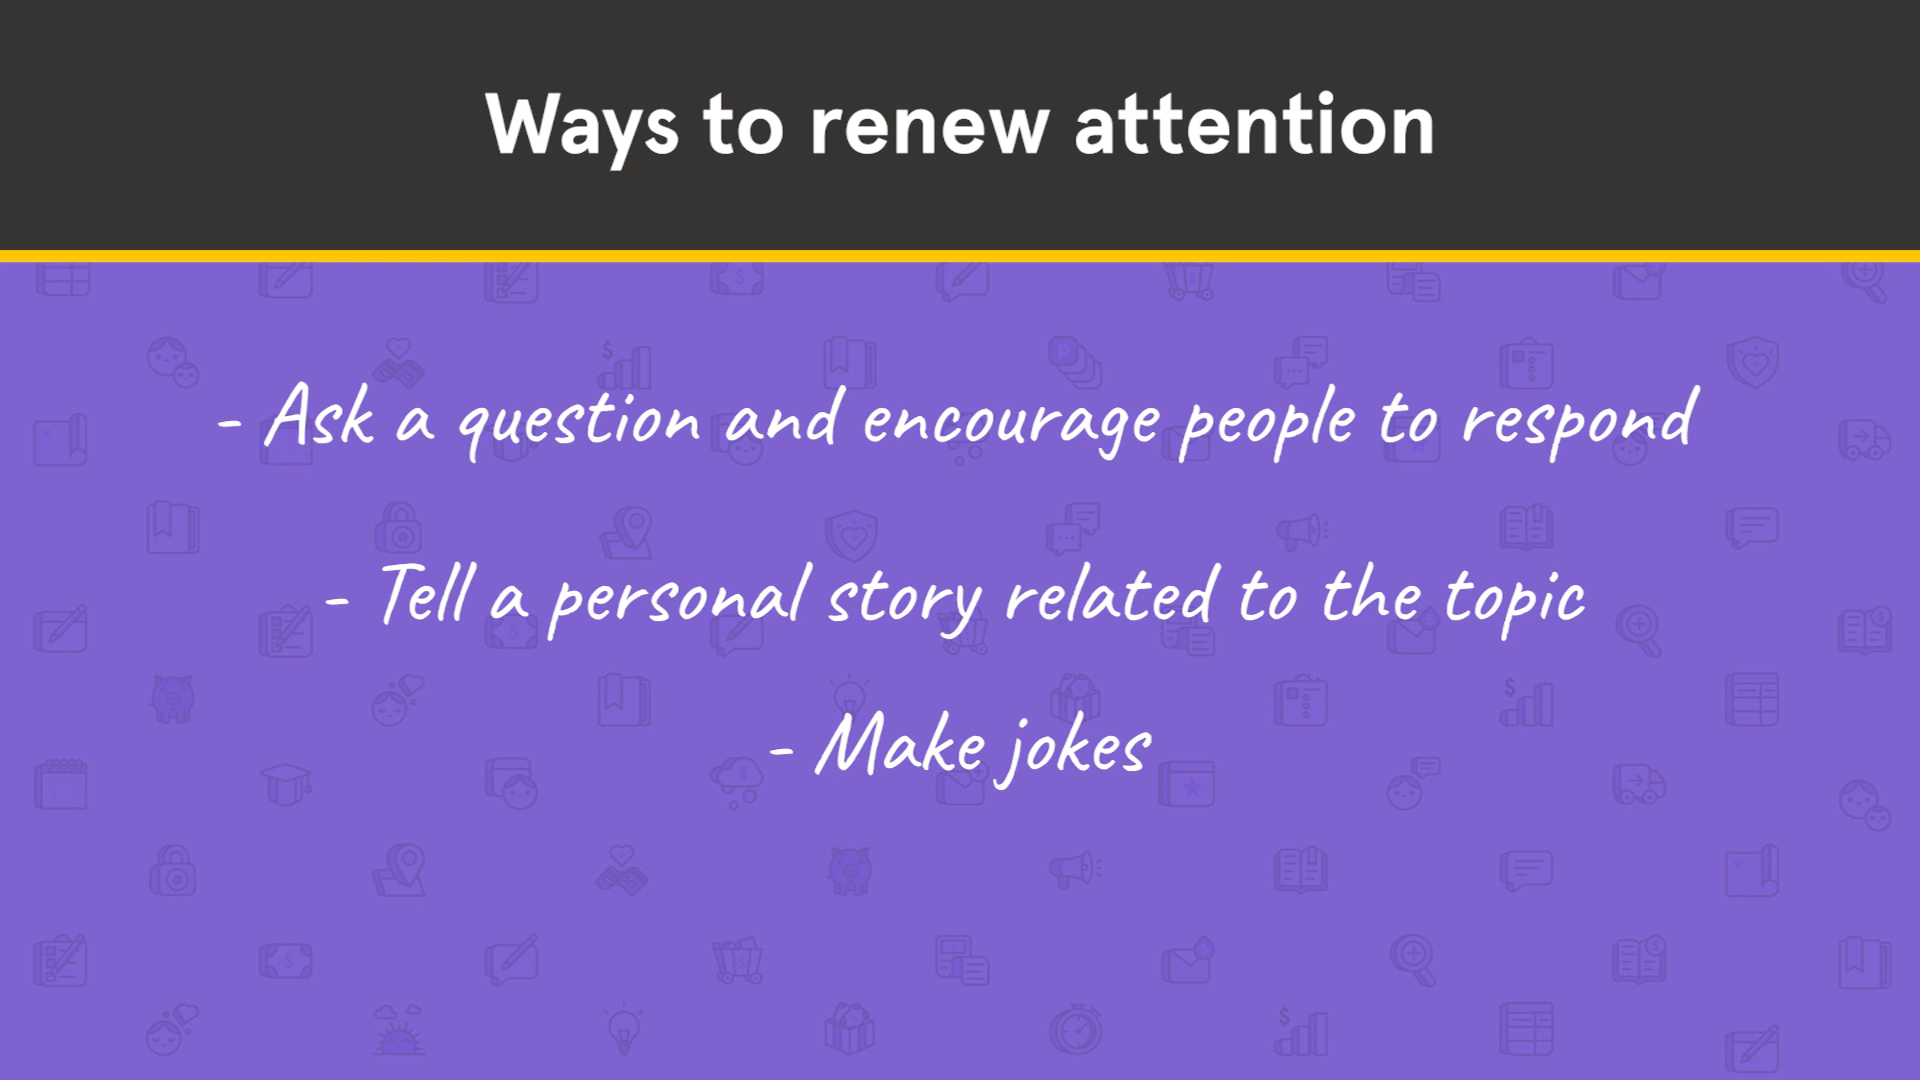 Ways to renew attention
- Ask a question and encourage people to respond
- Tell a personal story related to the topic
- Make jokes